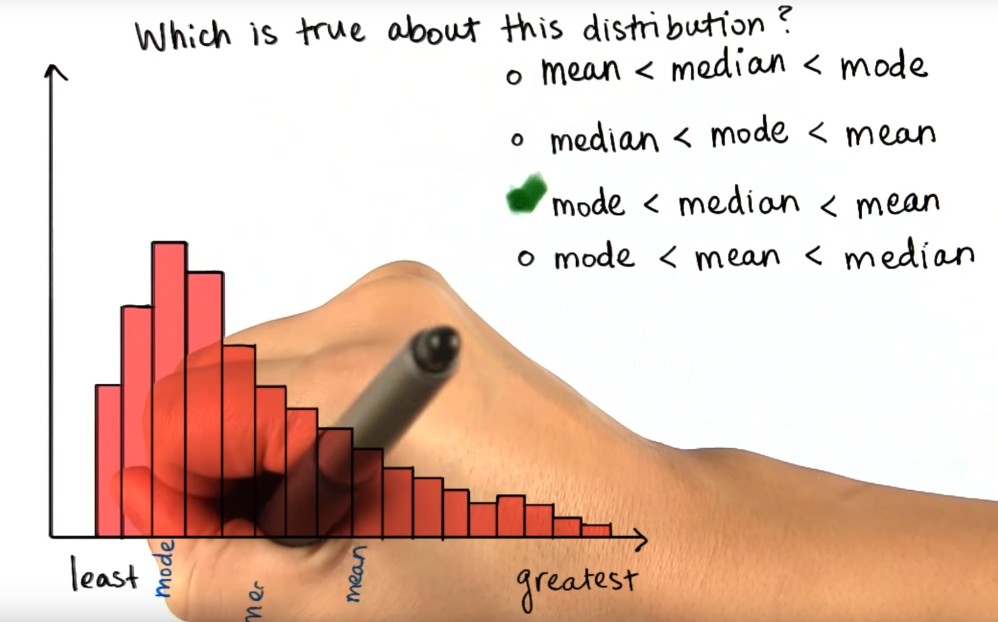 Which is true about this distribution?
o mean < median < mode
o median < mode < mean
mode < median < mean
o mode < mean < median
least
mode
mean
greatest